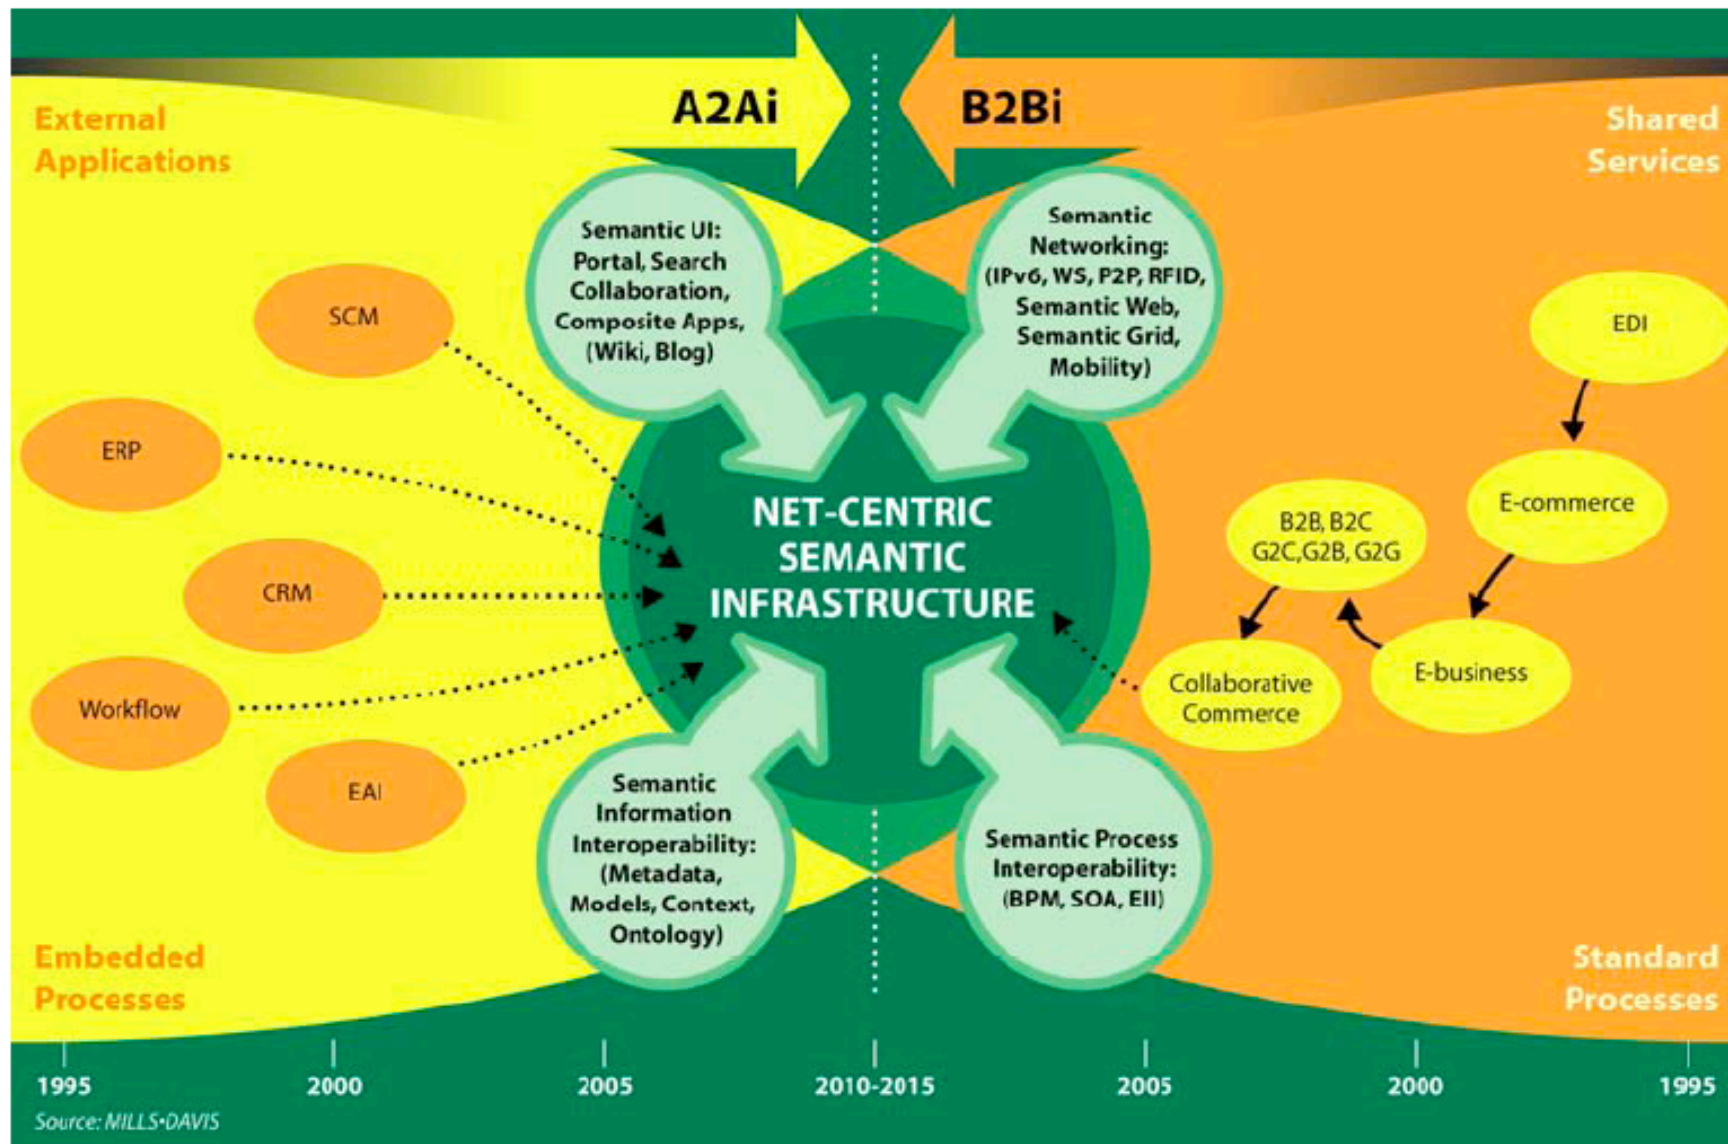 A2Ai
B2Bi
External
Applications
Shared
Services
Semantic UI:
Portal, Search
Collaboration,
Composite Apps,
(Wiki, Blog)
Semantic
Networking:
(IPv6, WS, P2P, RFID,
Semantic Web,
Semantic Grid,
Mobility)
SCM
ERP
CRM
Workflow
EAI
NET-CENTRIC
SEMANTIC
INFRASTRUCTURE
EDI
E-commerce
B2B, B2C
G2C,G2B, G2G
E-business
Collaborative
Commerce
Semantic
Information
Interoperability:
(Metadata,
Models, Context,
Ontology)
Semantic Process
Interoperability:
(BPM, SOA, EII)
Embedded
Processes
Standard
Processes
1995
2000
2005
2010-2015
2005
2000
1995
Source: MILLS•DAVIS